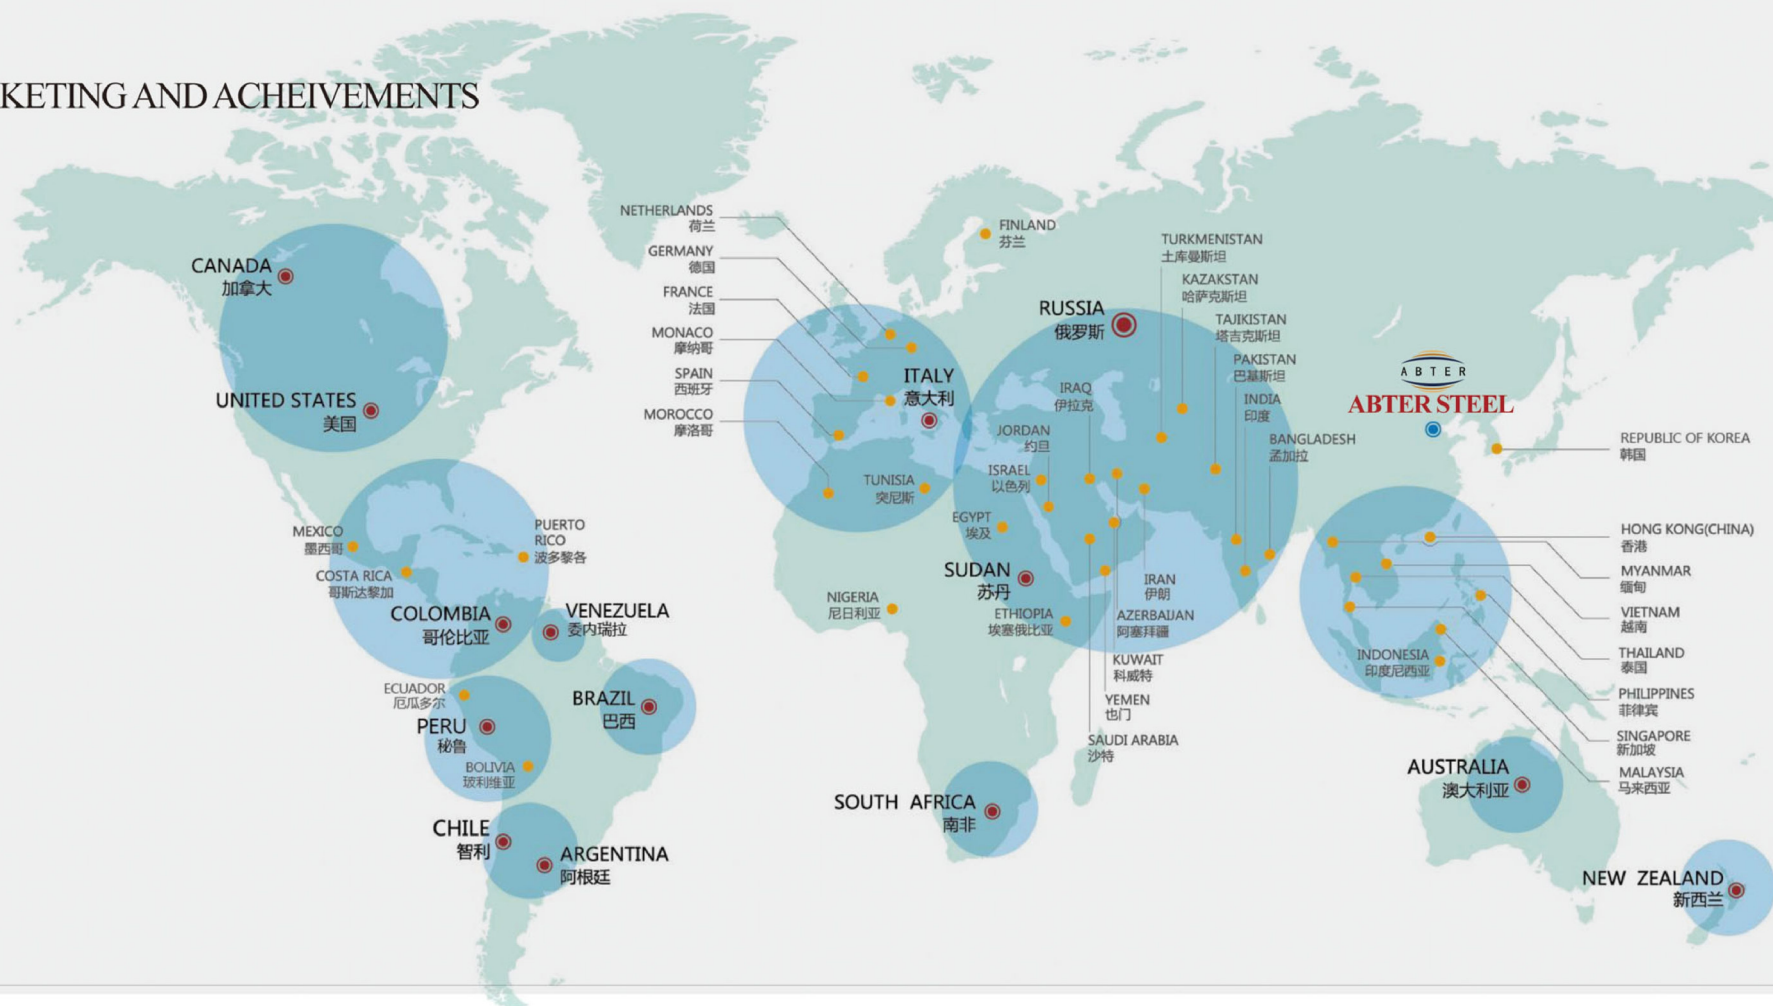 KETING AND ACHEIVEMENTS
CANADA
加拿大
UNITED STATES
美国
MEXICO
墨西哥
COSTA RICA
哥斯达黎加
PUERTO
RICO
波多黎各
COLOMBIA
哥伦比亚
VENEZUELA
委内瑞拉
ECUADOR
厄瓜多尔
PERU
秘鲁
BOLIVIA
玻利维亚
BRAZIL
巴西
CHILE
智利
ARGENTINA
阿根廷
NETHERLANDS
荷兰
GERMANY
德国
FRANCE
法国
MONACO
摩纳哥
SPAIN
西班牙
MOROCCO
摩洛哥
ITALY
意大利
TUNISIA
突尼斯
FINLAND
芬兰
RUSSIA
俄罗斯
TURKMENISTAN
土库曼斯坦
KAZAKSTAN
哈萨克斯坦
TAJIKISTAN
塔吉克斯坦
PAKISTAN
巴基斯坦
INDIA
印度
BANGLADESH
孟加拉
IRAQ
伊拉克
JORDAN
约旦
ISRAEL
以色列
EGYPT
埃及
SUDAN
苏丹
NIGERIA
尼日利亚
ETHIOPIA
埃塞俄比亚
IRAN
伊朗
AZERBAIJAN
阿塞拜疆
KUWAIT
科威特
YEMEN
也门
SAUDI ARABIA
沙特
SOUTH AFRICA
南非
ABTER
ABTER STEEL
REPUBLIC OF KOREA
韩国
HONG KONG(CHINA)
香港
MYANMAR
缅甸
VIETNAM
越南
THAILAND
泰国
PHILIPPINES
菲律宾
SINGAPORE
新加坡
MALAYSIA
马来西亚
INDONESIA
印度尼西亚
AUSTRALIA
澳大利亚
NEW ZEALAND
新西兰